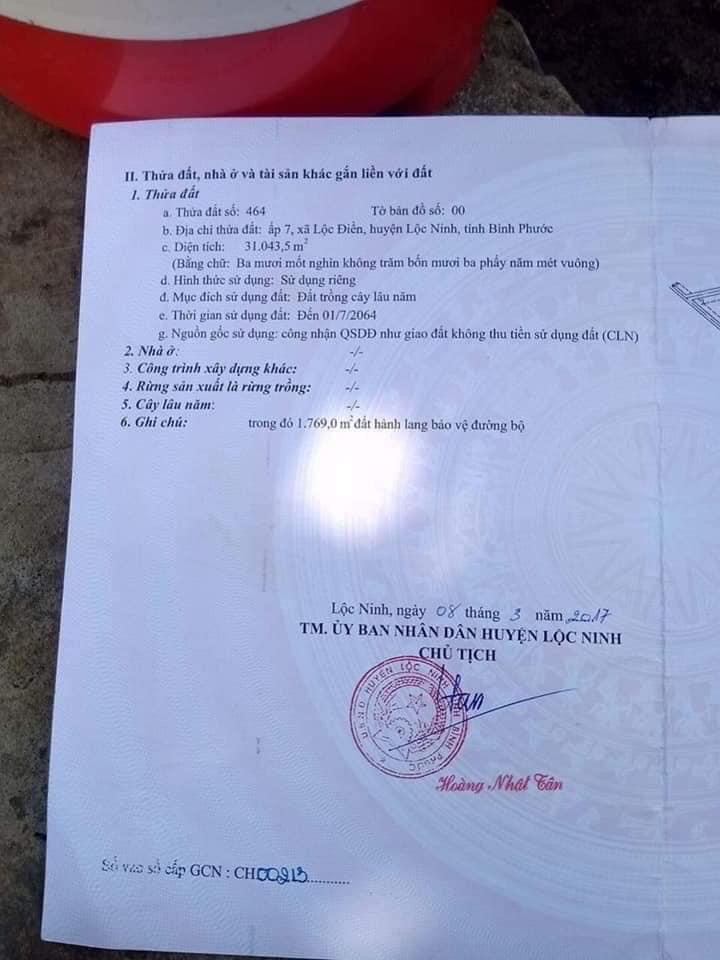 II. Thửa đất, nhà ở và tài sản khác gắn liền với đất
1. Thửa đất
a. Thửa đất số: 464 Tờ bản đồ số: 00
b. Địa chỉ thửa đất: ấp 7, xã Lộc Điền, huyện Lộc Ninh, tỉnh Bình Phước
c. Diện tích: 31.043,5 m²
(Bằng chữ: Ba mươi mốt nghìn không trăm bốn mươi ba phẩy năm mét vuông)
d. Hình thức sử dụng: Sử dụng riêng
đ. Mục đích sử dụng đất: Đất trồng cây lâu năm
e. Thời gian sử dụng đất: Đến 01/7/2064
g. Nguồn gốc sử dụng: công nhận QSDĐ như giao đất không thu tiền sử dụng đất (CLN)
2. Nhà ở: -/-
3. Công trình xây dựng khác: -/-
4. Rừng sản xuất là rừng trồng: -/-
5. Cây lâu năm: -/-
6. Ghi chú: trong đó 1.769,0 m² đất hành lang bảo vệ đường bộ
Lộc Ninh, ngày 08 tháng 3 năm 2017
TM. ỦY BAN NHÂN DÂN HUYỆN LỘC NINH
CHỦ TỊCH
U.B.N.D HUYỆN LỘC NINH BÌNH PHƯỚC
Hoàng Nhật Tân
Số vào sổ cấp GCN : CH00213